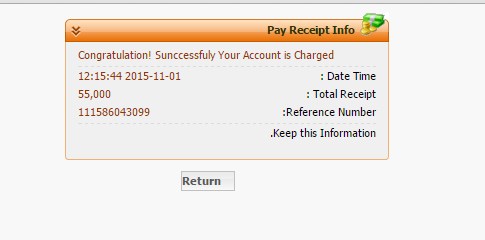 Pay Receipt Info
Congratulation! Sunccessfuly Your Account is Charged
Date Time : 12:15:44 2015-11-01
Total Receipt : 55,000
Reference Number: 111586043099
Keep this Information.
Return